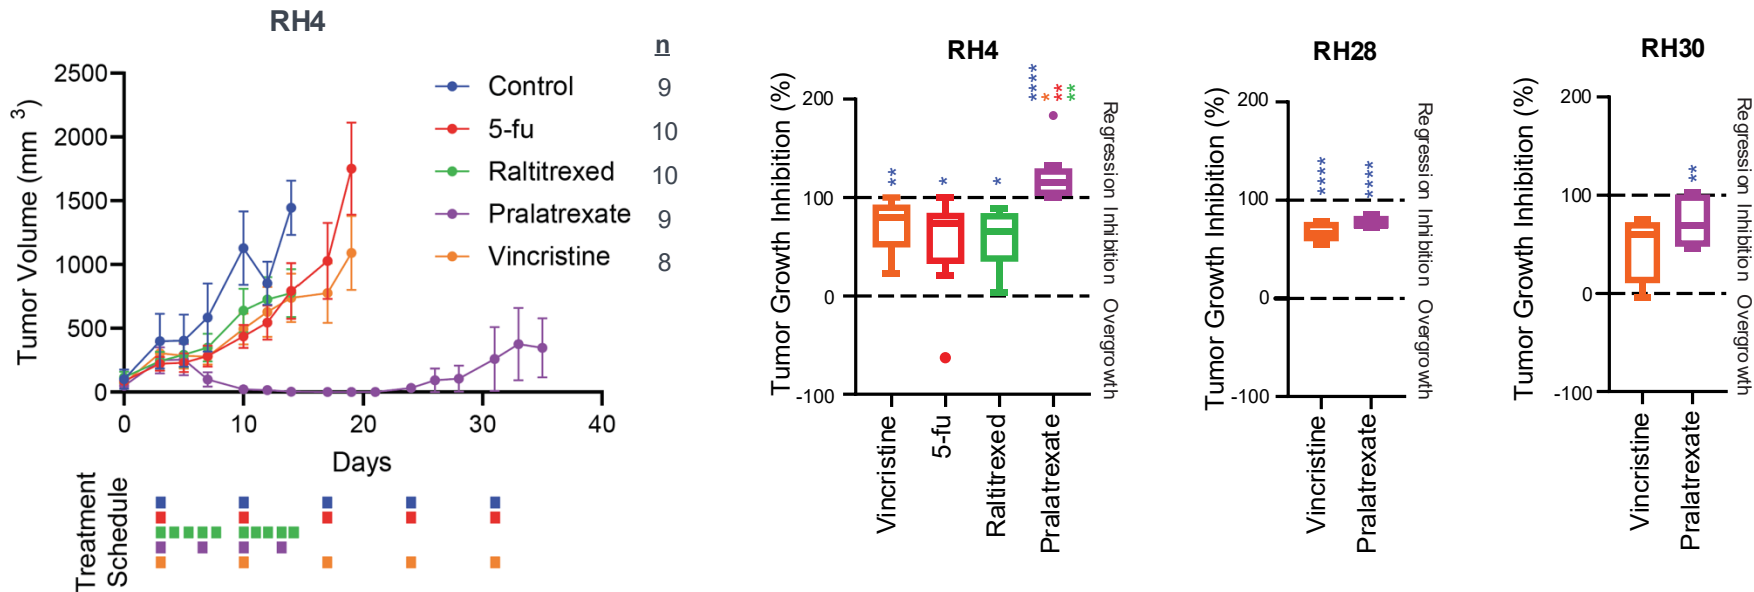 RH4
n
2500
2000
1500
1000
500
0
Tumor Volume (mm 3)
0 10 20 30 40
Days
Control 9
5-fu 10
Raltitrexed 10
Pralatrexate 9
Vincristine 8
Treatment
Schedule
RH4
****
*
**
**
Tumor Growth Inhibition (%)
200
100
0
-100
** * *
Regression Inhibition Overgrowth
Vincristine
5-fu
Raltitrexed
Pralatrexate
RH28
Tumor Growth Inhibition (%)
200
100
0
-100
**** ****
Regression Inhibition Overgrowth
Vincristine
Pralatrexate
RH30
Tumor Growth Inhibition (%)
200
100
0
-100
**
Regression Inhibition Overgrowth
Vincristine
Pralatrexate